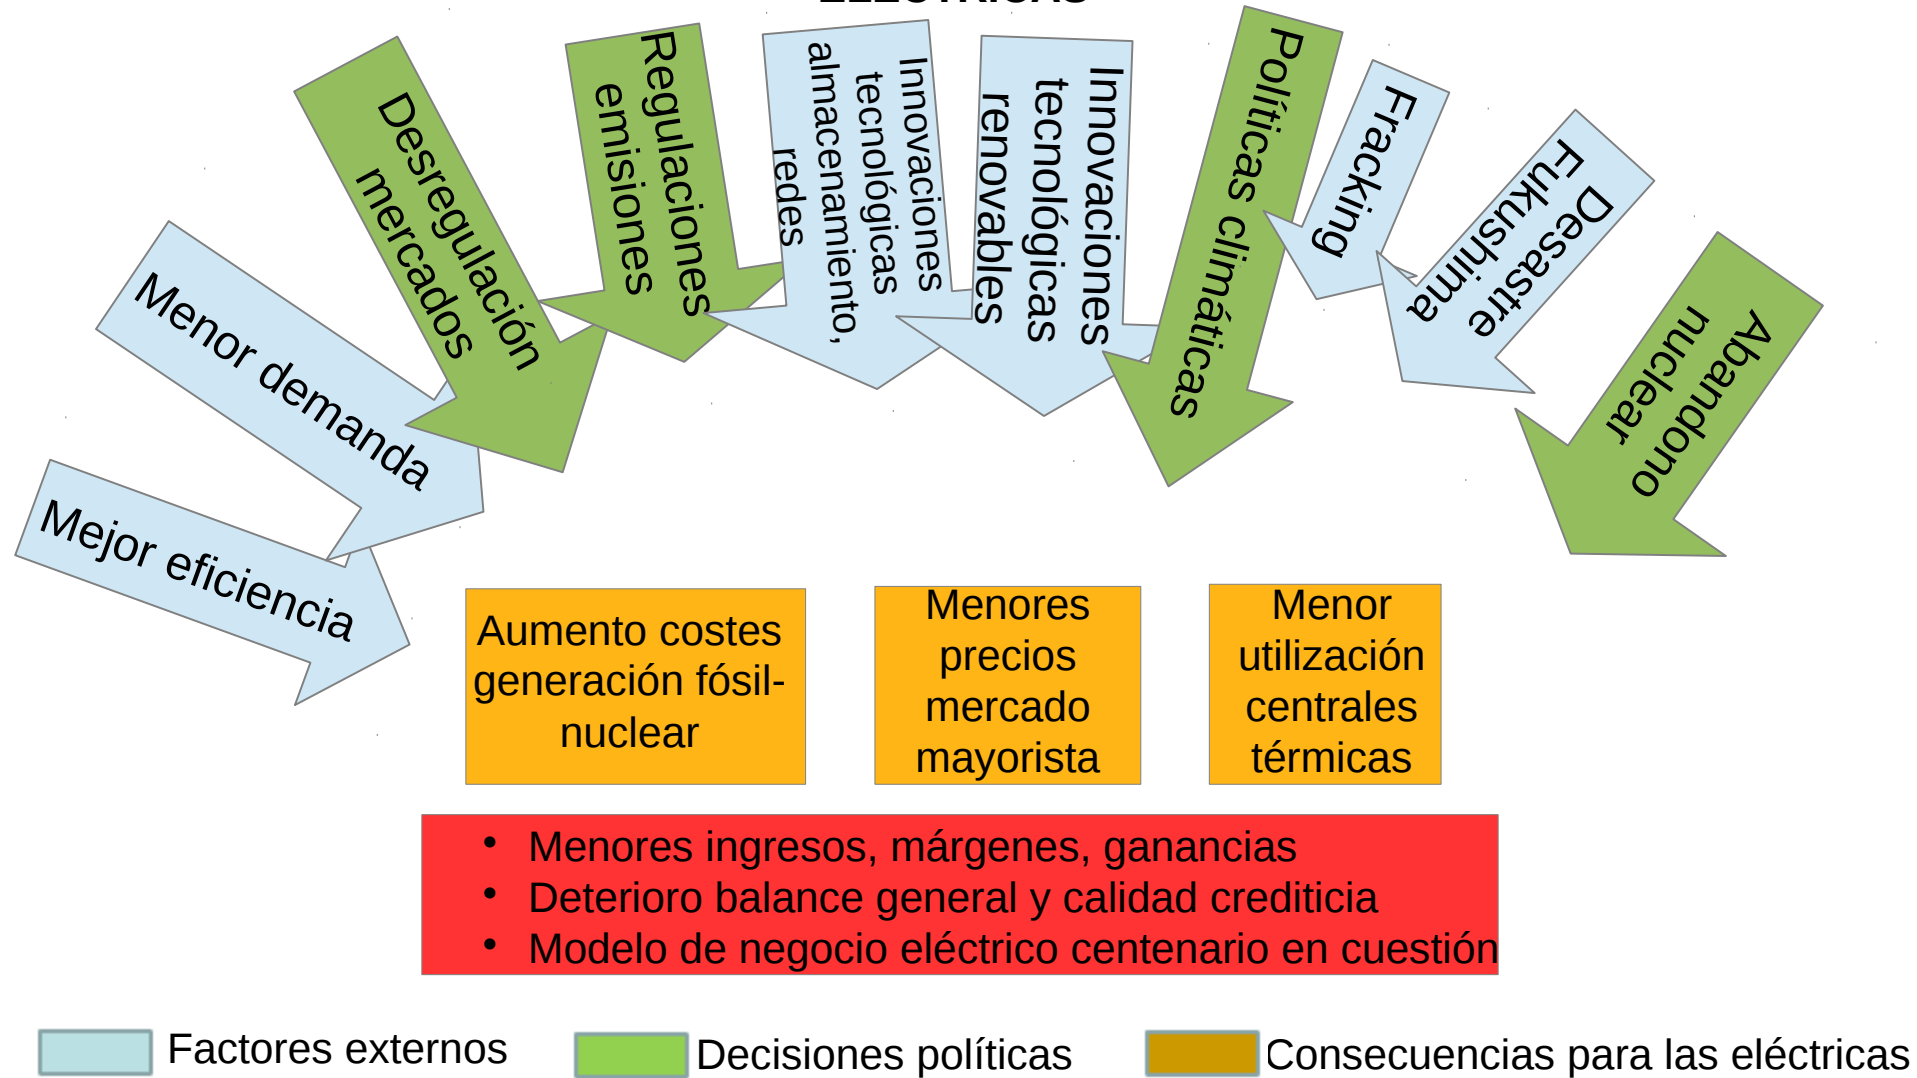 Mejor eficiencia
Menor demanda
Desregulación
mercados
Regulaciones
emisiones
Innovaciones
tecnológicas
almacenamiento,
redes
Innovaciones
tecnológicas
renovables
Políticas climáticas
Fracking
Desastre
Fukushima
Abandono
nuclear
Aumento costes
generación fósil-
nuclear
Menores
precios
mercado
mayorista
Menor
utilización
centrales
térmicas
• Menores ingresos, márgenes, ganancias
• Deterioro balance general y calidad crediticia
• Modelo de negocio eléctrico centenario en cuestión
Factores externos
Decisiones políticas
Consecuencias para las eléctricas